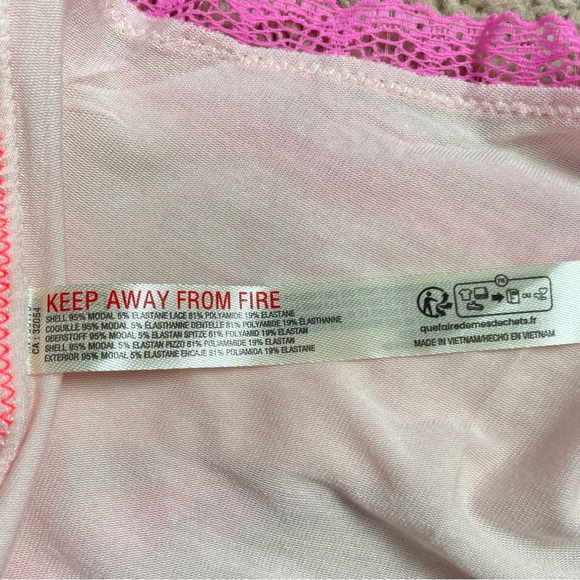 CA : 32054
KEEP AWAY FROM FIRE
SHELL 95% MODAL 5% ELASTANE LACE 81% POLYAMIDE 19% ELASTANE
COQUILLE 95% MODAL 5% ÉLASTHANNE DENTELLE 81% POLYAMIDE 19% ÉLASTHANNE
OBERSTOFF 95% MODAL 5% ELASTAN SPITZE 81% POLYAMID 19% ELASTAN
SHELL 95% MODAL 5% ELASTAN PIZZO 81% POLIAMMIDE 19% ELASTAN
EXTERIOR 95% MODAL 5% ELASTANE ENCAJE 81% POLIAMIDA 19% ELASTANE
FR
OU
quefairedemesdechets.fr
MADE IN VIETNAM/HECHO EN VIETNAM